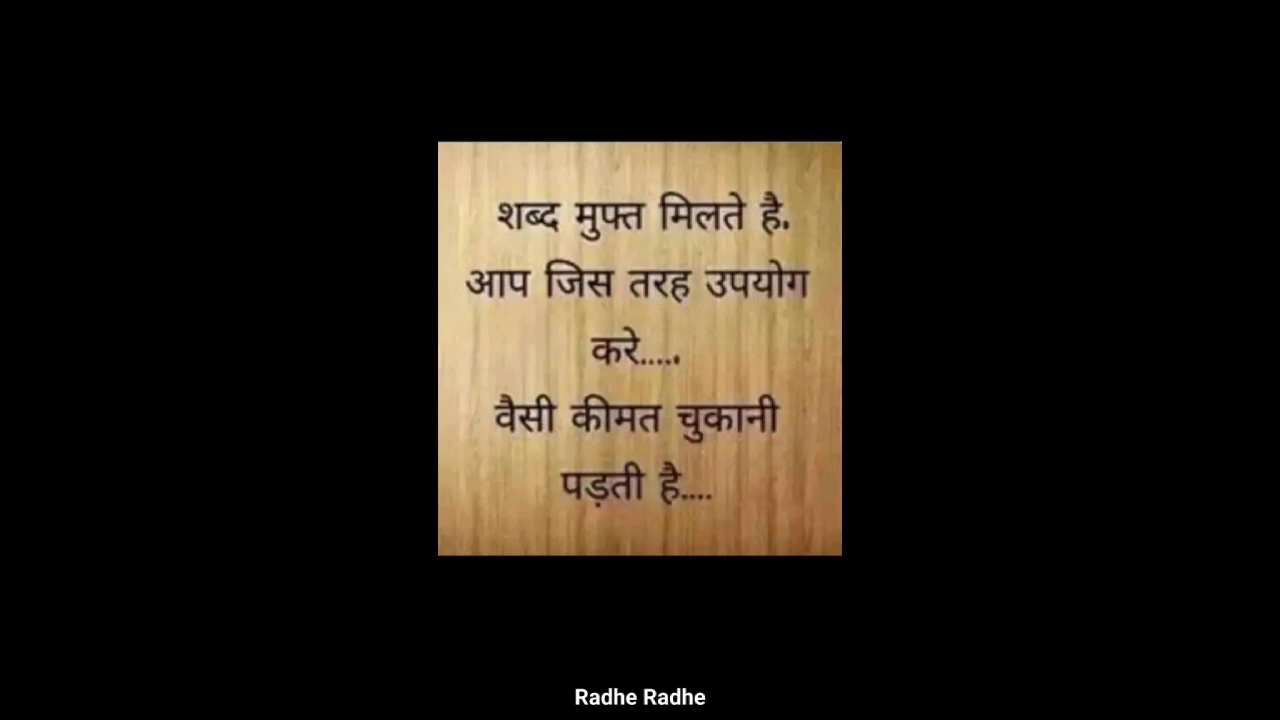 शब्द मुफ्त मिलते है.
आप जिस तरह उपयोग
करे.....
वैसी कीमत चुकानी
पड़ती है....
Radhe Radhe